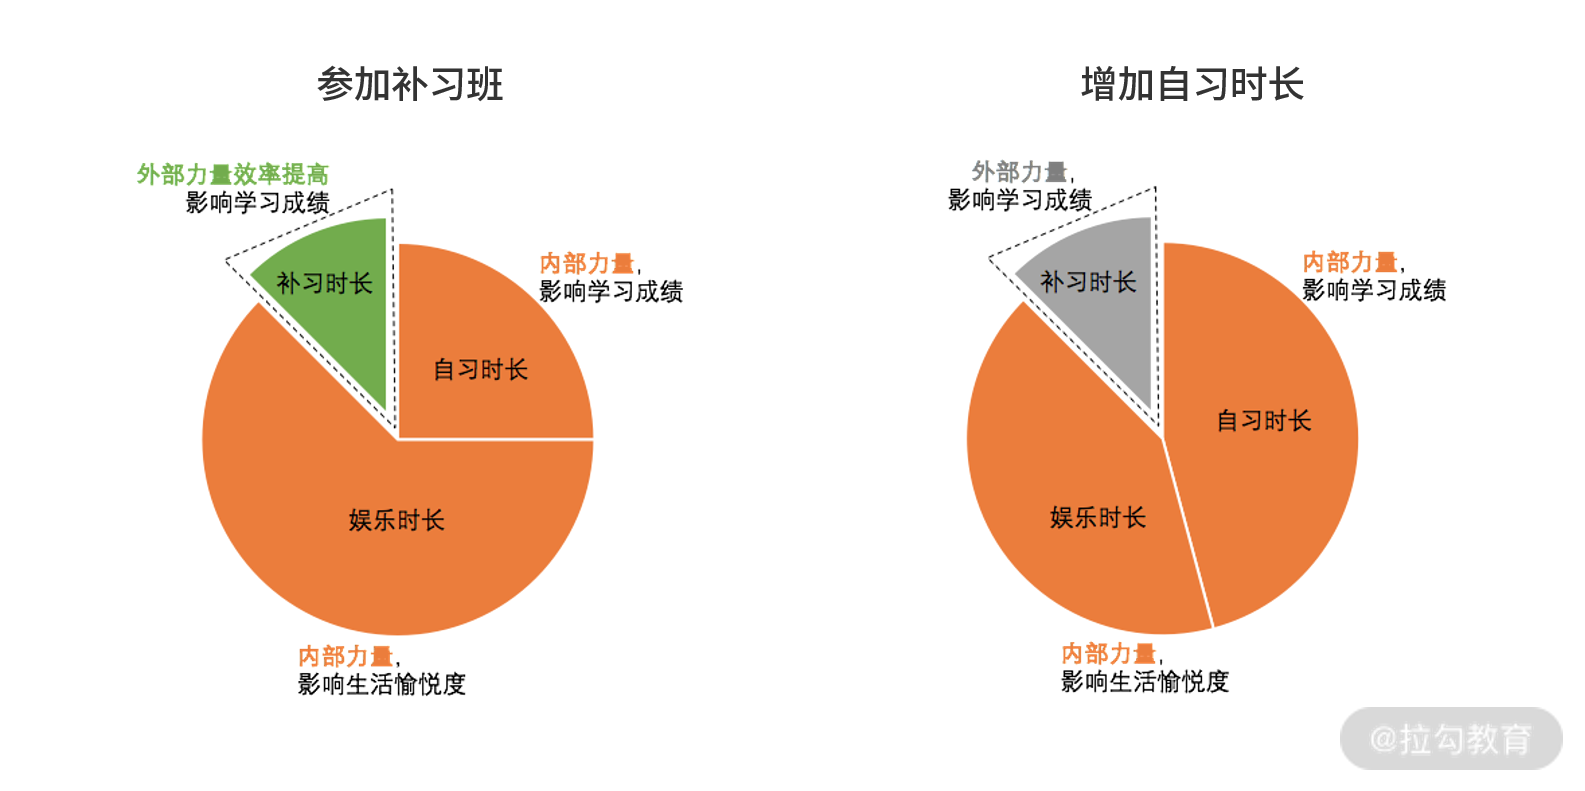 参加补习班
外部力量效率提高
影响学习成绩
补习时长
内部力量,
影响学习成绩
自习时长
娱乐时长
内部力量,
影响生活愉悦度
增加自习时长
外部力量,
影响学习成绩
补习时长
内部力量,
影响学习成绩
自习时长
娱乐时长
内部力量,
影响生活愉悦度
@拉勾教育